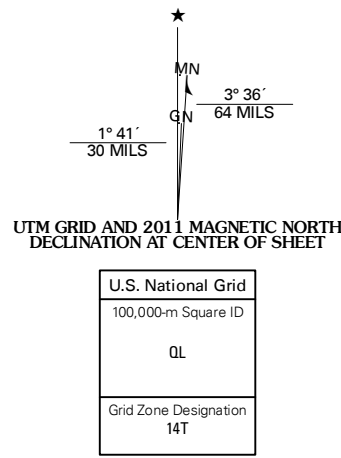 ★
MN
3° 36´
64 MILS
GN
1° 41´
30 MILS
UTM GRID AND 2011 MAGNETIC NORTH
DECLINATION AT CENTER OF SHEET
U.S. National Grid
100,000-m Square ID
QL
Grid Zone Designation
14T